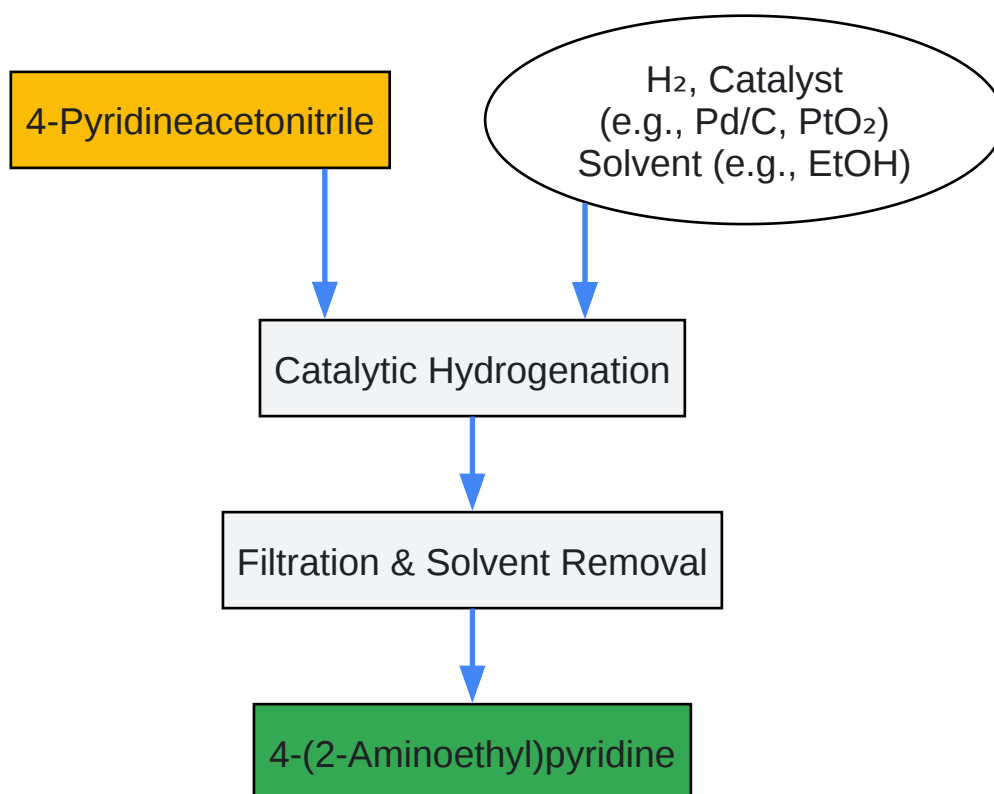 4-Pyridineacetonitrile
H₂, Catalyst
(e.g., Pd/C, PtO₂)
Solvent (e.g., EtOH)
Catalytic Hydrogenation
Filtration & Solvent Removal
4-(2-Aminoethyl)pyridine